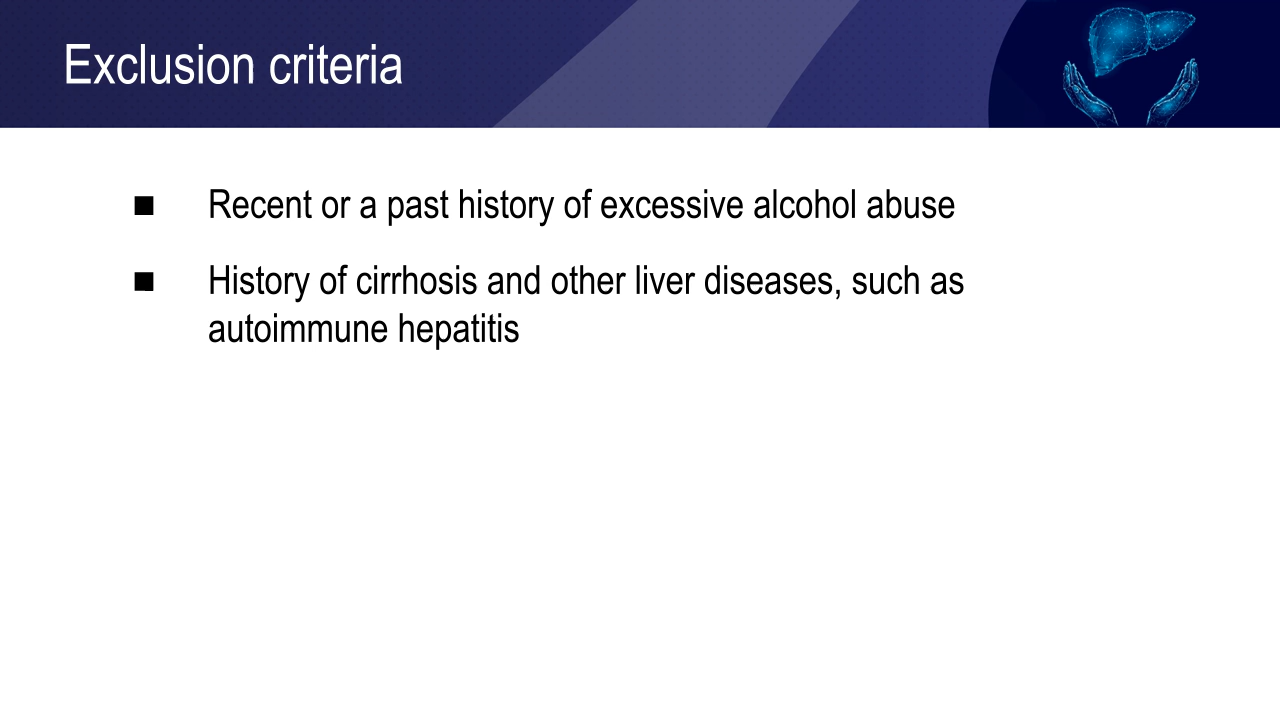 Exclusion criteria
■ Recent or a past history of excessive alcohol abuse
■ History of cirrhosis and other liver diseases, such as
autoimmune hepatitis